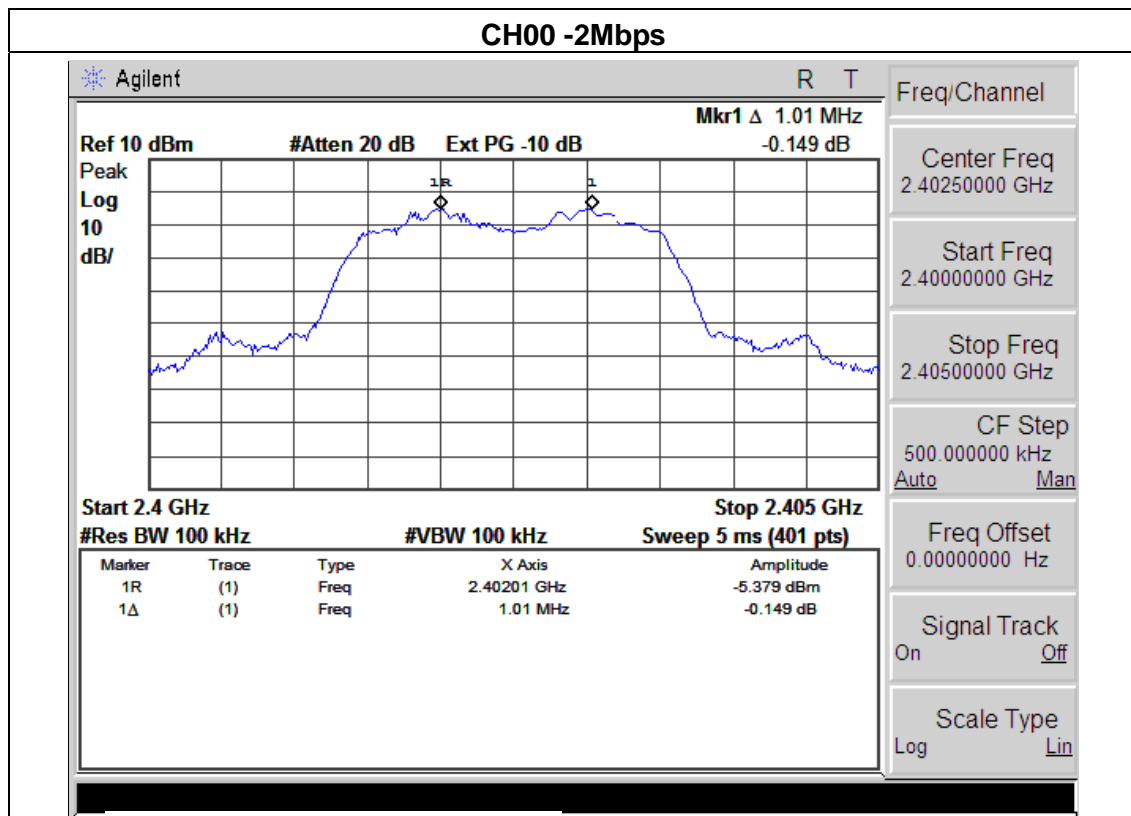 CH00 -2Mbps
Agilent R T
Freq/Channel
Mkr1 Δ 1.01 MHz
Ref 10 dBm #Atten 20 dB Ext PG -10 dB -0.149 dB
Peak
Log
10
dB/
1R
1
Center Freq
2.40250000 GHz
Start Freq
2.40000000 GHz
Stop Freq
2.40500000 GHz
CF Step
500.000000 kHz
Auto Man
Freq Offset
0.00000000 Hz
Signal Track
On Off
Scale Type
Log Lin
Start 2.4 GHz Stop 2.405 GHz
#Res BW 100 kHz #VBW 100 kHz Sweep 5 ms (401 pts)
Marker Trace Type X Axis Amplitude
1R (1) Freq 2.40201 GHz -5.379 dBm
1Δ (1) Freq 1.01 MHz -0.149 dB